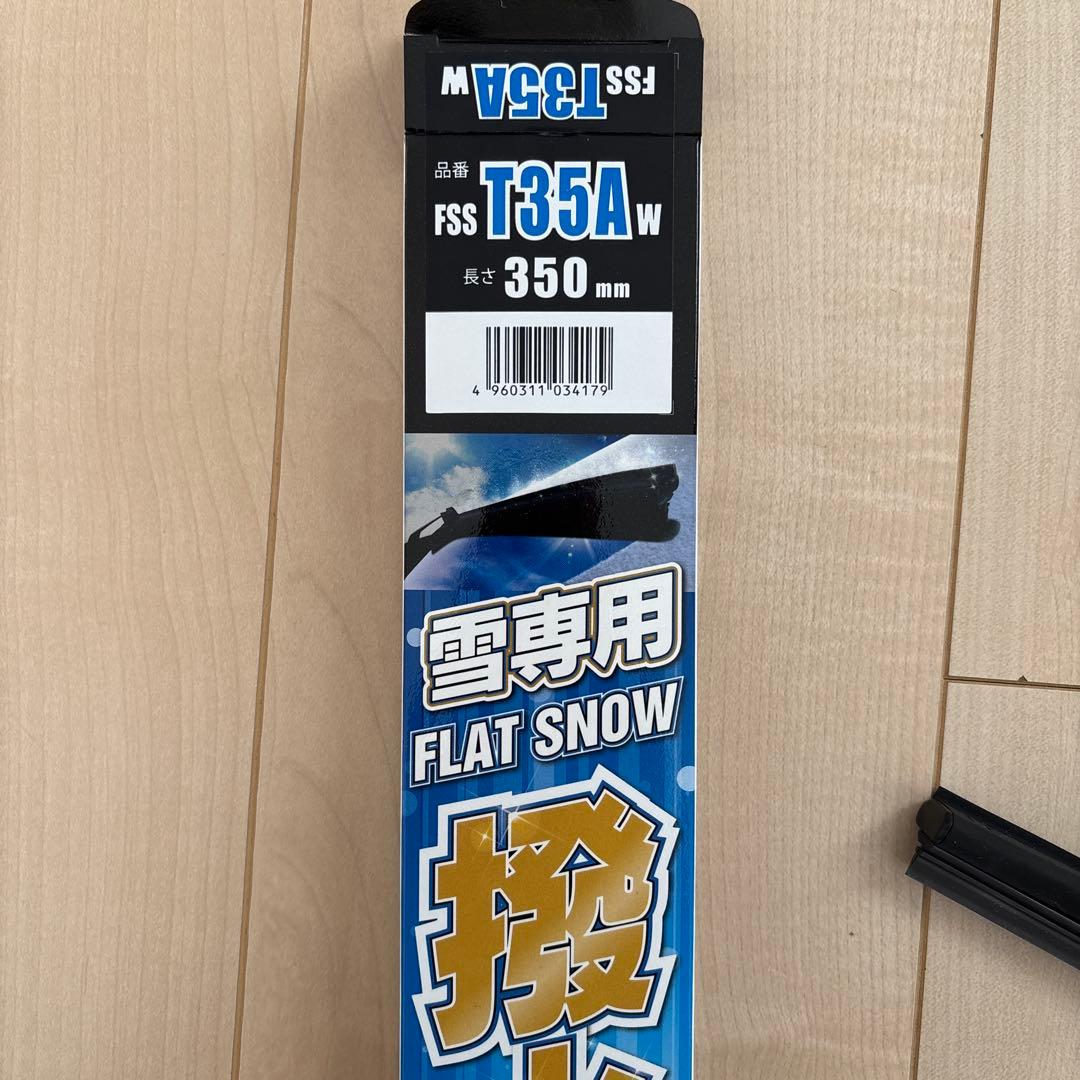 FSS T35A W
品番
FSS T35A W
長さ 350 mm
4 960311 034179
雪専用
FLAT SNOW
撥